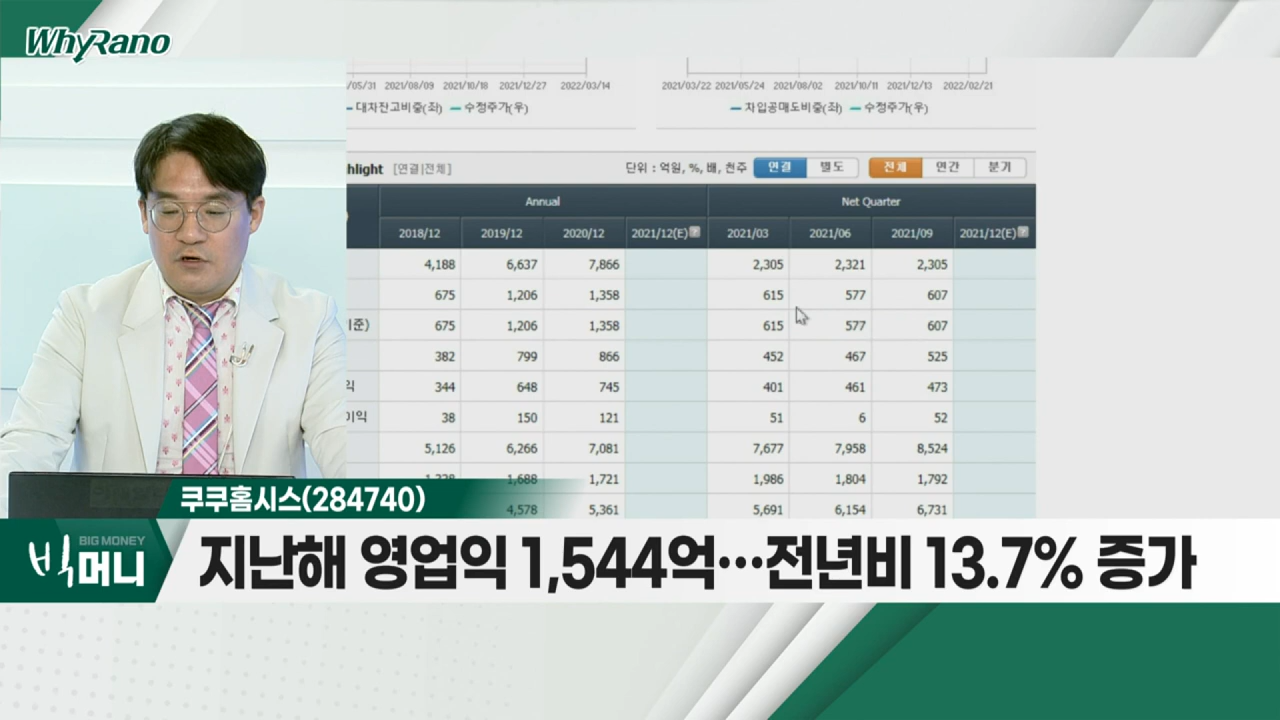 WhyRano
/05/31 2021/08/09 2021/10/18 2021/12/27 2022/03/14
대차잔고비중(좌) 수정주가(우)
2021/03/22 2021/05/24 2021/08/02 2021/10/11 2021/12/13 2022/02/21
차입공매도비중(좌) 수정주가(우)
hlight [연결|전체]
단위 : 억원, %, 배, 천주 연결 별도 전체 연간 분기
Annual Net Quarter
2018/12 2019/12 2020/12 2021/12(E) 2021/03 2021/06 2021/09 2021/12(E)
4,188 6,637 7,866 2,305 2,321 2,305
675 1,206 1,358 615 577 607
기준) 675 1,206 1,358 615 577 607
382 799 866 452 467 525
익 344 648 745 401 461 473
이익 38 150 121 51 6 52
5,126 6,266 7,081 7,677 7,958 8,524
1,688 1,721 1,986 1,804 1,792
4,578 5,361 5,691 6,154 6,731
쿠쿠홈시스(284740)
BIG MONEY
빅머니
지난해 영업익 1,544억…전년비 13.7% 증가